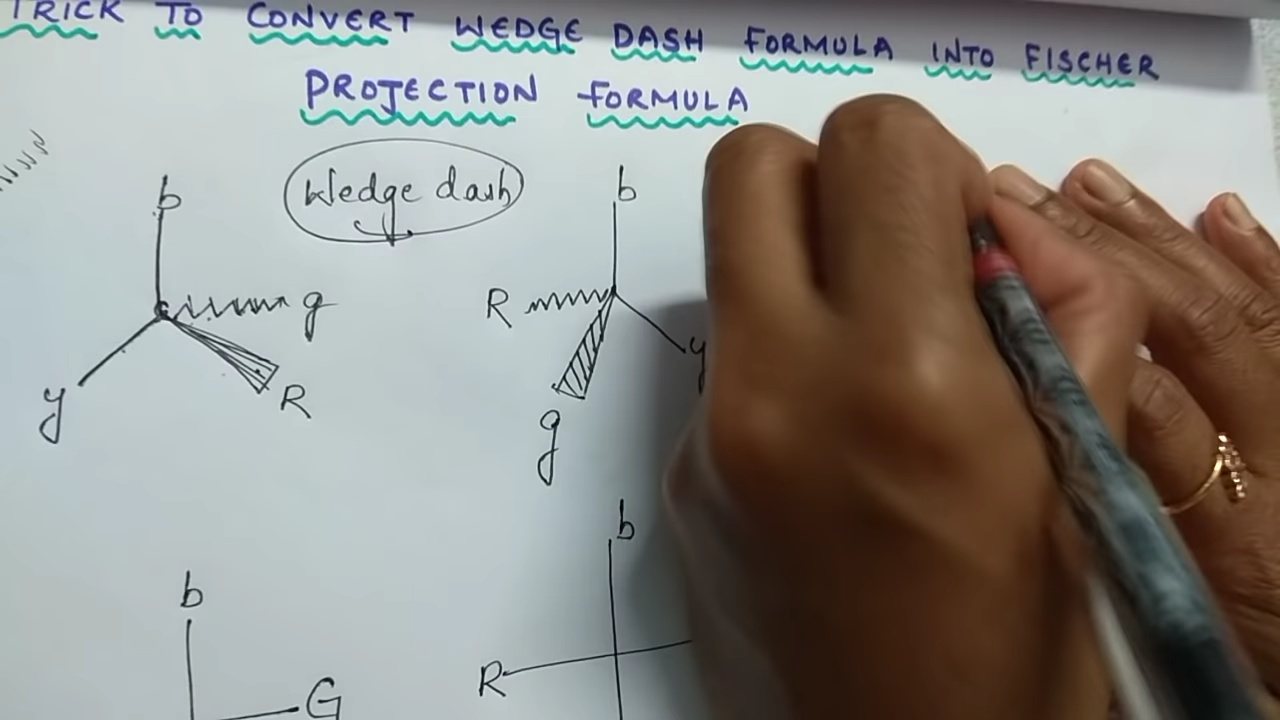 TRICK TO CONVERT WEDGE DASH FORMULA INTO FISCHER
PROJECTION FORMULA
Wedge dash
b
c
g
y
R
b
R
y
g
b
G
b
R